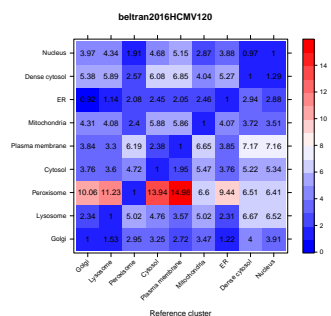 beltran2016HCMV120
Nucleus 3.97 4.34 1.91 4.68 5.15 2.87 3.88 0.97 1
Dense cytosol 5.38 5.89 2.57 6.08 6.85 4.04 5.27 1 1.29
ER 0.92 1.14 2.08 2.45 2.05 2.46 1 2.94 2.88
Mitochondria 4.31 4.08 2.4 5.88 5.86 1 4.07 3.72 3.51
Plasma membrane 3.84 3.3 6.19 2.38 1 6.65 3.85 7.17 7.16
Cytosol 3.76 3.6 4.72 1 1.95 5.47 3.76 5.22 5.34
Peroxisome 10.06 11.23 1 13.94 14.98 6.6 9.44 6.51 6.41
Lysosome 2.34 1 5.02 4.76 3.57 5.02 2.31 6.67 6.52
Golgi 1 1.53 2.95 3.25 2.72 3.47 1.22 4 3.91
Golgi Lysosome Peroxisome Cytosol Plasma membrane Mitochondria ER Dense cytosol Nucleus
Reference cluster
14
12
10
8
6
4
2
0